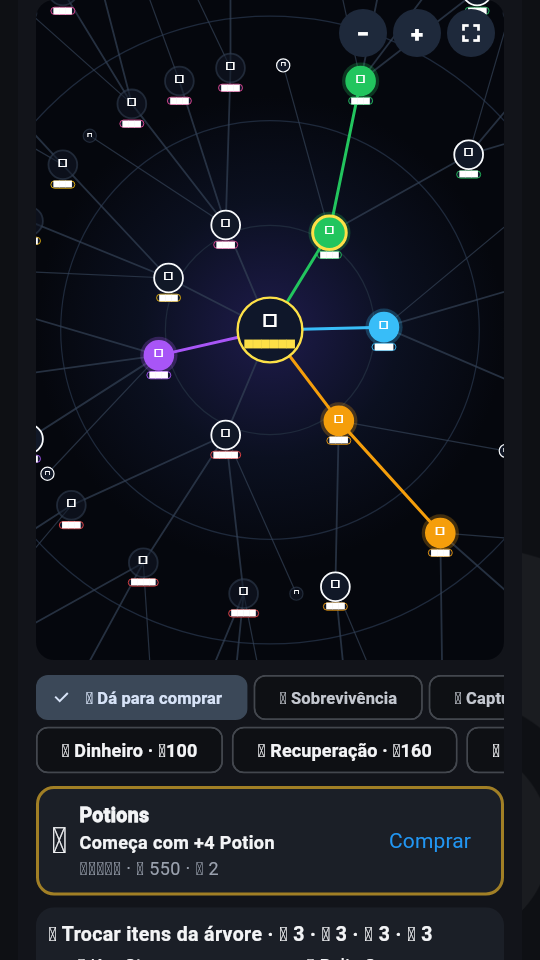 Dá para comprar
Sobrevivência
Dinheiro · 100
Recuperação · 160
Potions
Começa com +4 Potion
· 550 · 2
Comprar
Trocar itens da árvore · 3 · 3 · 3 · 3